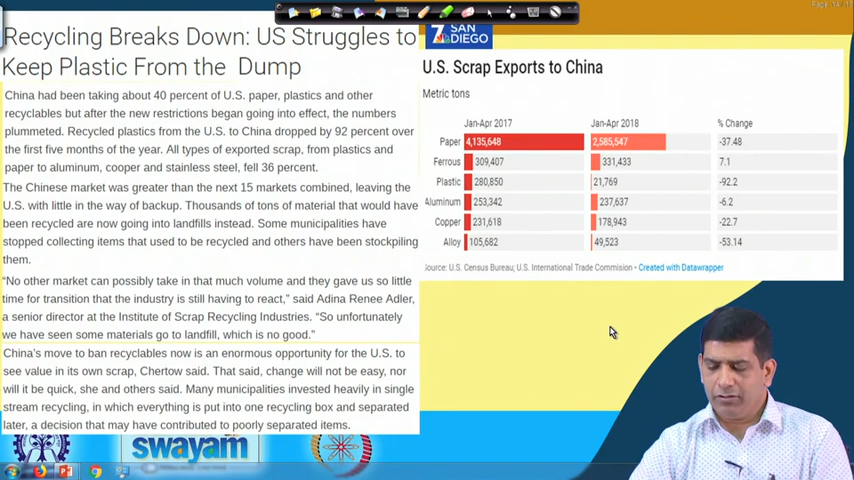 Recycling Breaks Down: US Struggles to
Keep Plastic From the Dump
China had been taking about 40 percent of U.S. paper, plastics and other
recyclables but after the new restrictions began going into effect, the numbers
plummeted. Recycled plastics from the U.S. to China dropped by 92 percent over
the first five months of the year. All types of exported scrap, from plastics and
paper to aluminum, cooper and stainless steel, fell 36 percent.
The Chinese market was greater than the next 15 markets combined, leaving the
U.S. with little in the way of backup. Thousands of tons of material that would have
been recycled are now going into landfills instead. Some municipalities have
stopped collecting items that used to be recycled and others have been stockpiling
them.
“No other market can possibly take in that much volume and they gave us so little
time for transition that the industry is still having to react,” said Adina Renee Adler,
a senior director at the Institute of Scrap Recycling Industries. “So unfortunately
we have seen some materials go to landfill, which is no good.”
China's move to ban recyclables now is an enormous opportunity for the U.S. to
see value in its own scrap, Chertow said. That said, change will not be easy, nor
will it be quick, she and others said. Many municipalities invested heavily in single
stream recycling, in which everything is put into one recycling box and separated
later, a decision that may have contributed to poorly separated items.
7 SAN DIEGO
U.S. Scrap Exports to China
Metric tons
Jan-Apr 2017 Jan-Apr 2018 % Change
Paper 4,135,648 2,585,547 -37.48
Ferrous 309,407 331,433 7.1
Plastic 280,850 21,769 -92.2
Aluminum 253,342 237,637 -6.2
Copper 231,618 178,943 -22.7
Alloy 105,682 49,523 -53.14
Source: U.S. Census Bureau; U.S. International Trade Commision • Created with Datawrapper
swayam